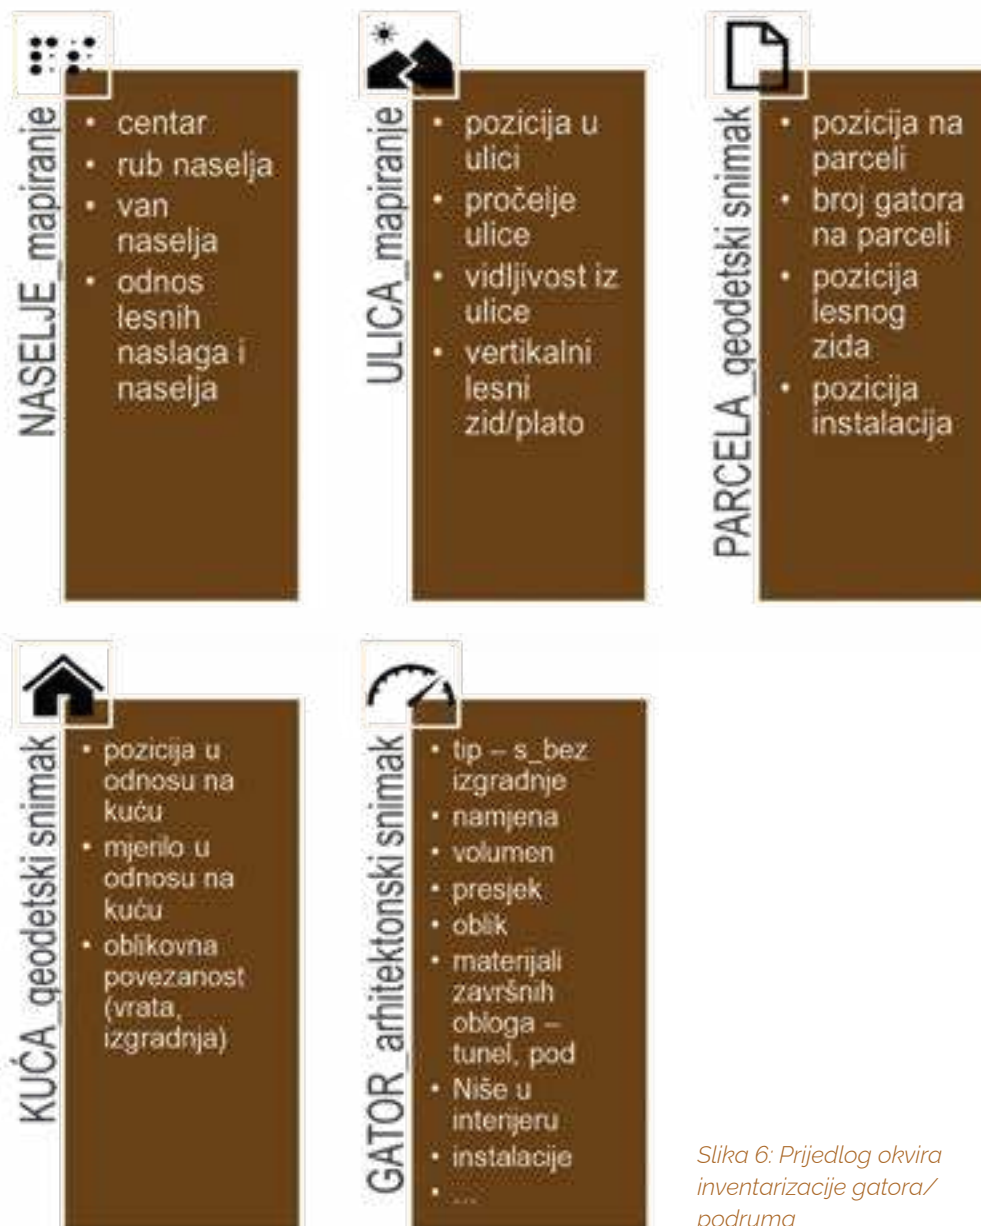 NASELJE_mapiranje
• centar
• rub naselja
• van
naselja
• odnos
lesnih
naslaga i
naselja
ULICA_mapiranje
• pozicija u
ulici
• pročelje
ulice
• vidljivost iz
ulice
• vertikalni
lesni
zid/plato
PARCELA_geodetski snimak
• pozicija na
parceli
• broj gatora
na parceli
• pozicija
lesnog
zida
• pozicija
instalacija
KUĆA_geodetski snimak
• pozicija u
odnosu na
kuću
• mjerilo u
odnosu na
kuću
• oblikovna
povezanost
(vrata,
izgradnja)
GATOR_arhitektonski snimak
• tip – s_bez
izgradnje
• namjena
• volumen
• presjek
• oblik
• materijali
završnih
obloga –
tunel, pod
• Niše u
interijeru
• instalacije
• ...
Slika 6: Prijedlog okvira
inventarizacije gatora/
podruma